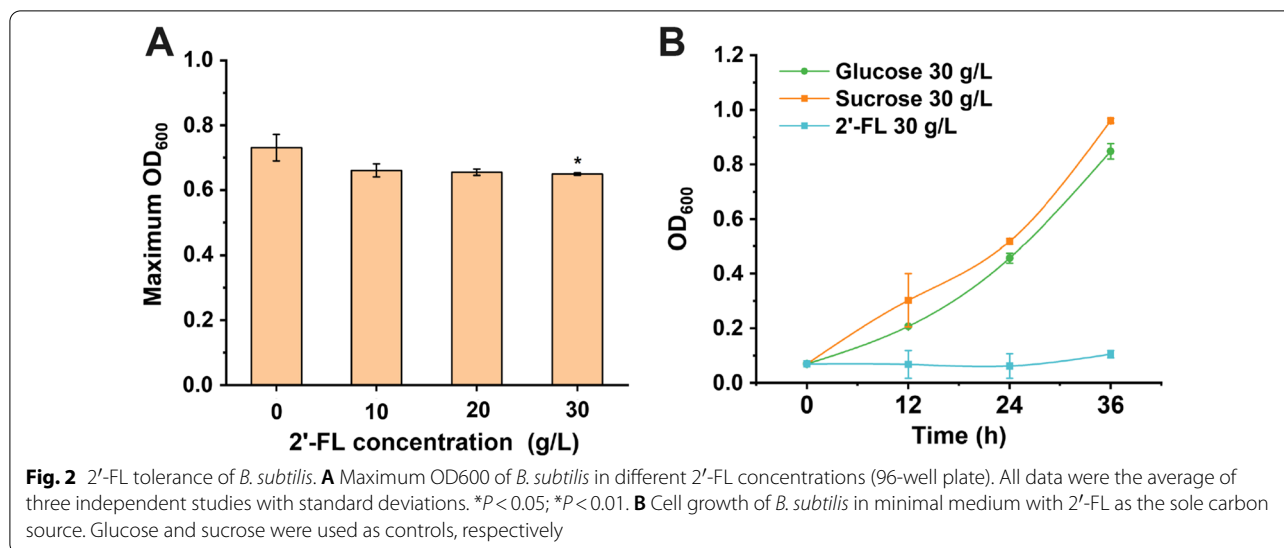 A
Maximum OD600
1.0
0.8
0.6
0.4
0.2
0.0
*
0 10 20 30
2'-FL concentration (g/L)
B
OD600
1.2
1.0
0.8
0.6
0.4
0.2
0.0
Glucose 30 g/L
Sucrose 30 g/L
2'-FL 30 g/L
0 12 24 36
Time (h)
Fig. 2 2′-FL tolerance of B. subtilis. A Maximum OD600 of B. subtilis in different 2′-FL concentrations (96-well plate). All data were the average of
three independent studies with standard deviations. *P < 0.05; *P < 0.01. B Cell growth of B. subtilis in minimal medium with 2′-FL as the sole carbon
source. Glucose and sucrose were used as controls, respectively